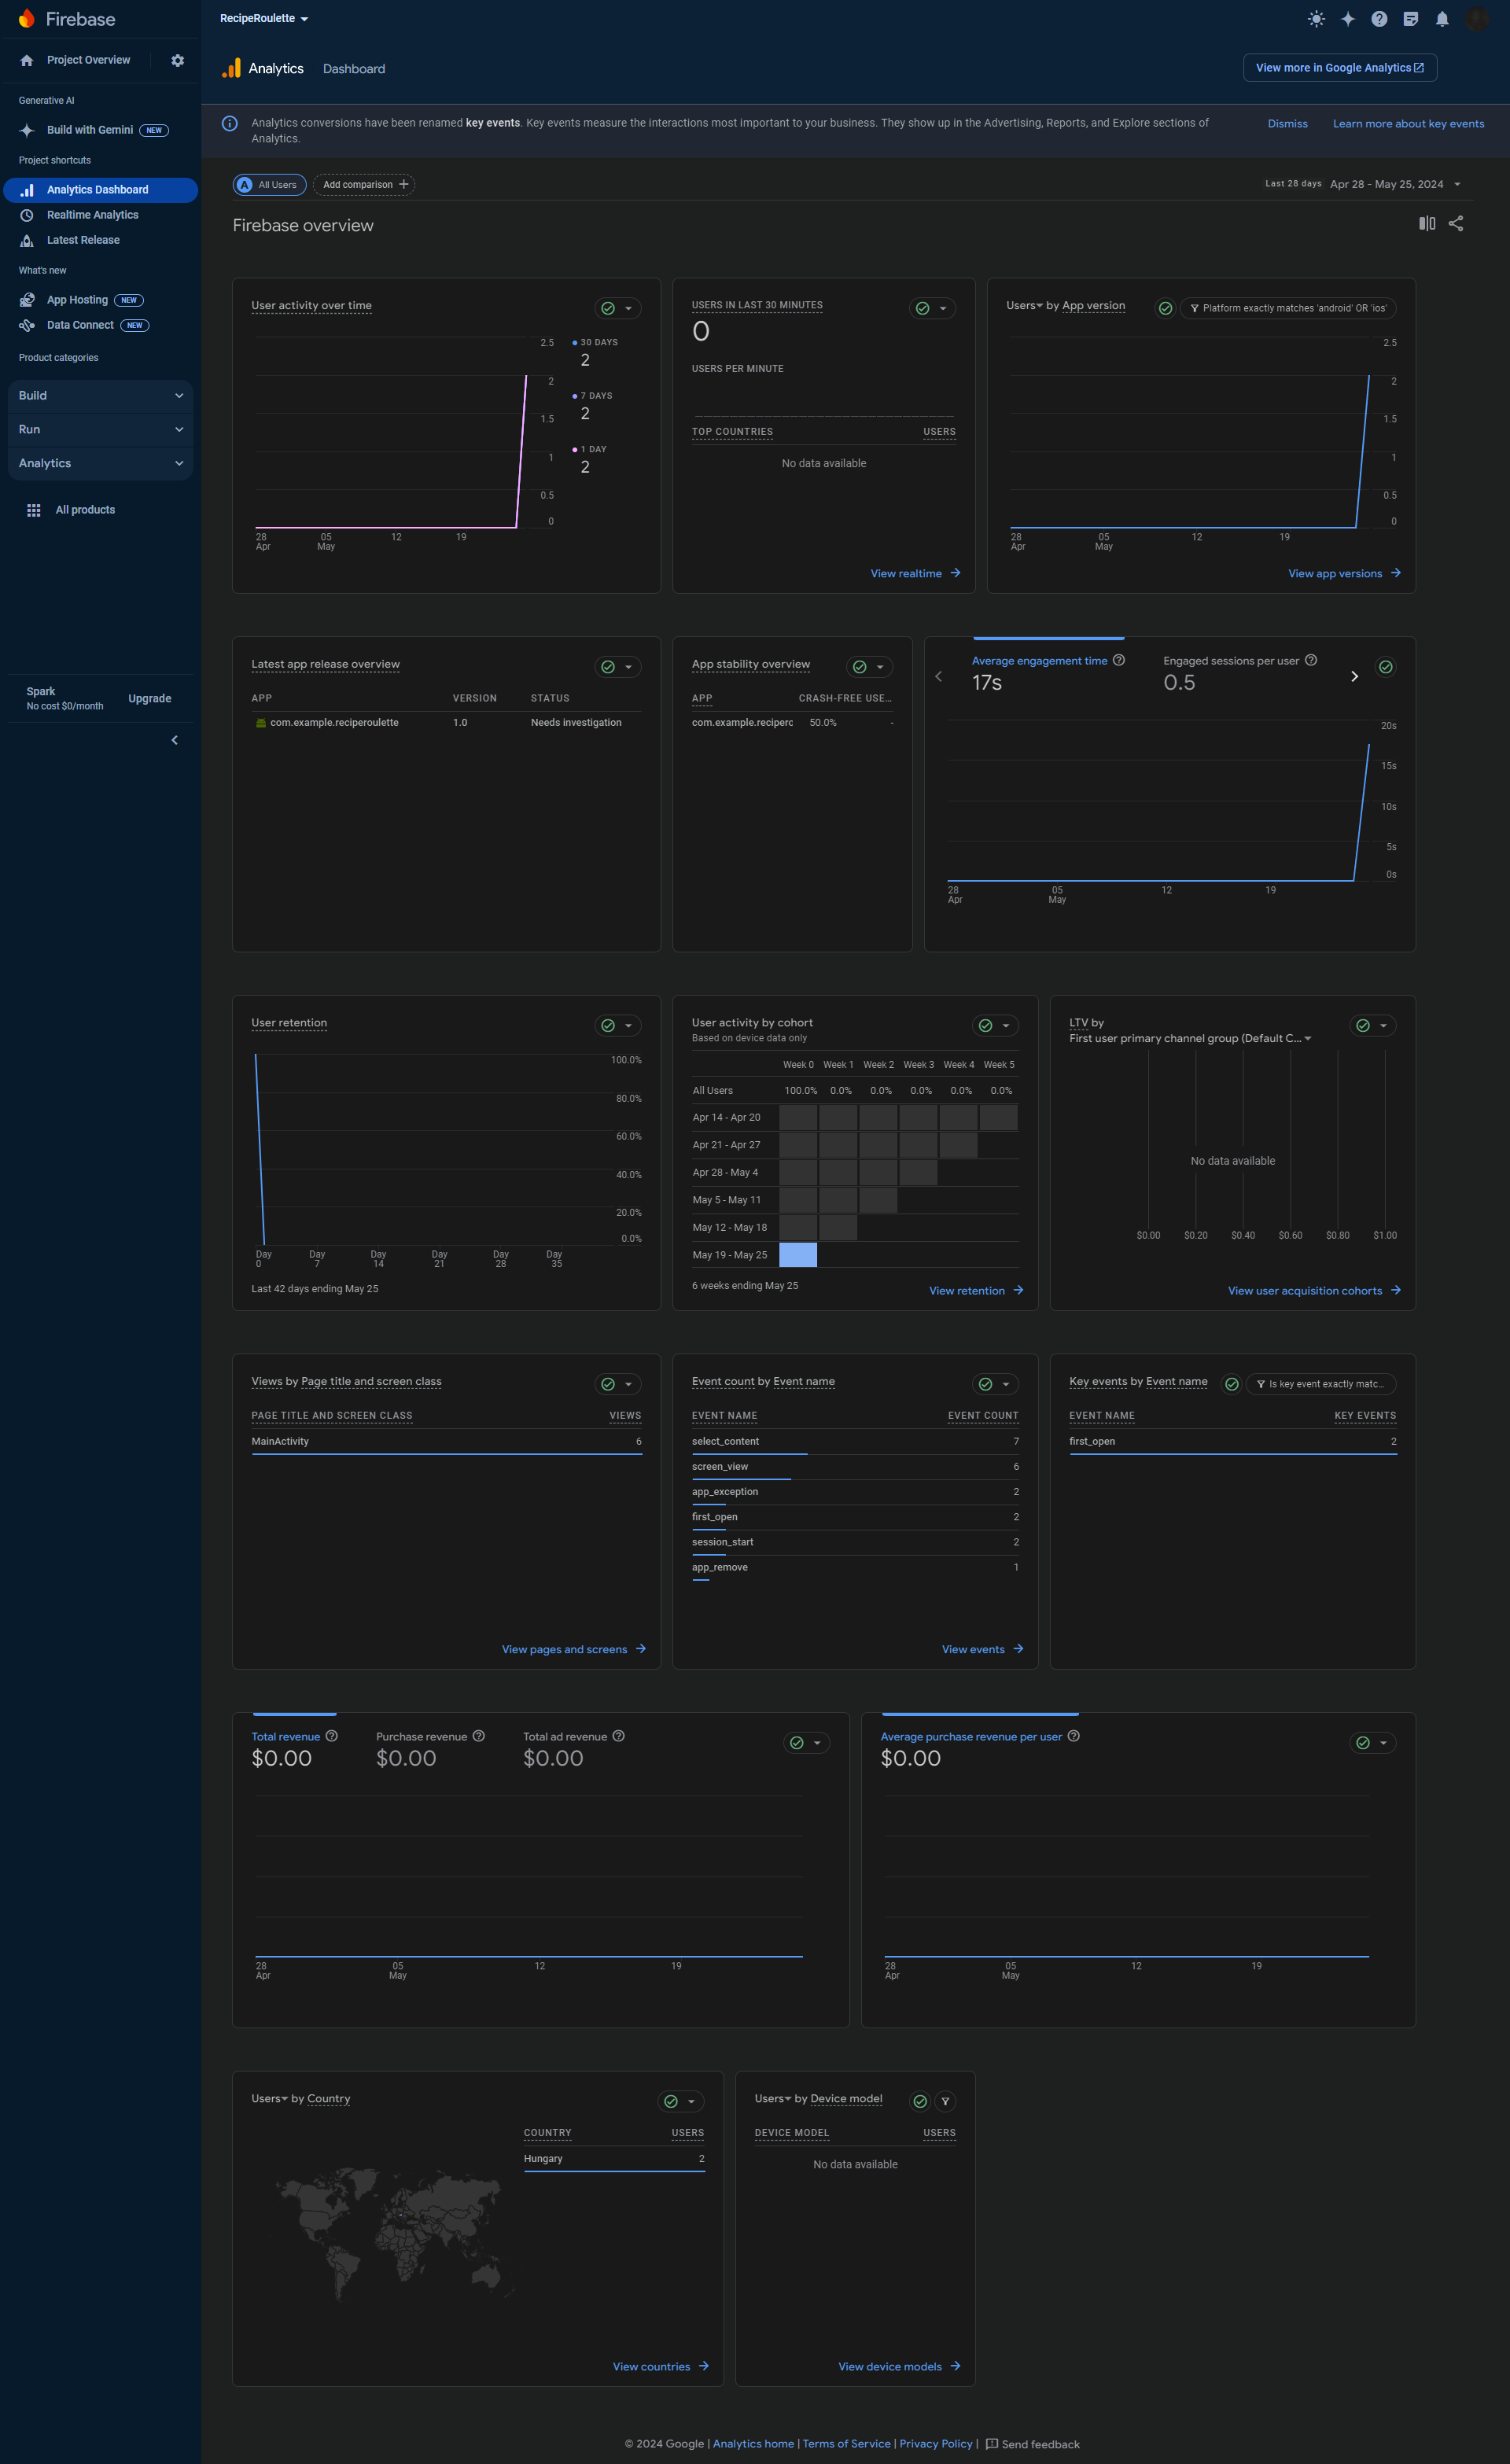 Firebase
Project Overview
Generative AI
Build with Gemini NEW
Project shortcuts
Analytics Dashboard
Realtime Analytics
Latest Release
What's new
App Hosting NEW
Data Connect NEW
Product categories
Build
Run
Analytics
All products
Spark
No cost $0/month
Upgrade
RecipeRoulette
Analytics Dashboard
View more in Google Analytics
Analytics conversions have been renamed key events. Key events measure the interactions most important to your business. They show up in the Advertising, Reports, and Explore sections of
Analytics.
Dismiss Learn more about key events
A All Users Add comparison
Last 28 days Apr 28 - May 25, 2024
Firebase overview
User activity over time
2.5
2
1.5
1
0.5
0
28 05 12 19
Apr May
30 DAYS
2
7 DAYS
2
1 DAY
2
USERS IN LAST 30 MINUTES
0
USERS PER MINUTE
TOP COUNTRIES USERS
No data available
View realtime
Users by App version
Platform exactly matches 'android' OR 'ios'
2.5
2
1.5
1
0.5
0
28 05 12 19
Apr May
View app versions
Latest app release overview
APP VERSION STATUS
com.example.reciperoulette 1.0 Needs investigation
App stability overview
APP CRASH-FREE USE...
com.example.reciperc 50.0% -
Average engagement time
17s
Engaged sessions per user
0.5
20s
15s
10s
5s
0s
28 05 12 19
Apr May
User retention
100.0%
80.0%
60.0%
40.0%
20.0%
0.0%
Day Day Day Day Day Day
0 7 14 21 28 35
Last 42 days ending May 25
User activity by cohort
Based on device data only
Week 0 Week 1 Week 2 Week 3 Week 4 Week 5
All Users 100.0% 0.0% 0.0% 0.0% 0.0% 0.0%
Apr 14 - Apr 20
Apr 21 - Apr 27
Apr 28 - May 4
May 5 - May 11
May 12 - May 18
May 19 - May 25
6 weeks ending May 25
View retention
LTV by
First user primary channel group (Default C...
No data available
$0.00 $0.20 $0.40 $0.60 $0.80 $1.00
View user acquisition cohorts
Views by Page title and screen class
PAGE TITLE AND SCREEN CLASS VIEWS
MainActivity 6
View pages and screens
Event count by Event name
EVENT NAME EVENT COUNT
select_content 7
screen_view 6
app_exception 2
first_open 2
session_start 2
app_remove 1
View events
Key events by Event name
Is key event exactly matc...
EVENT NAME KEY EVENTS
first_open 2
Total revenue Purchase revenue Total ad revenue
$0.00 $0.00 $0.00
28 05 12 19
Apr May
Average purchase revenue per user
$0.00
28 05 12 19
Apr May
Users by Country
COUNTRY USERS
Hungary 2
View countries
Users by Device model
DEVICE MODEL USERS
No data available
View device models
© 2024 Google | Analytics home | Terms of Service | Privacy Policy | Send feedback